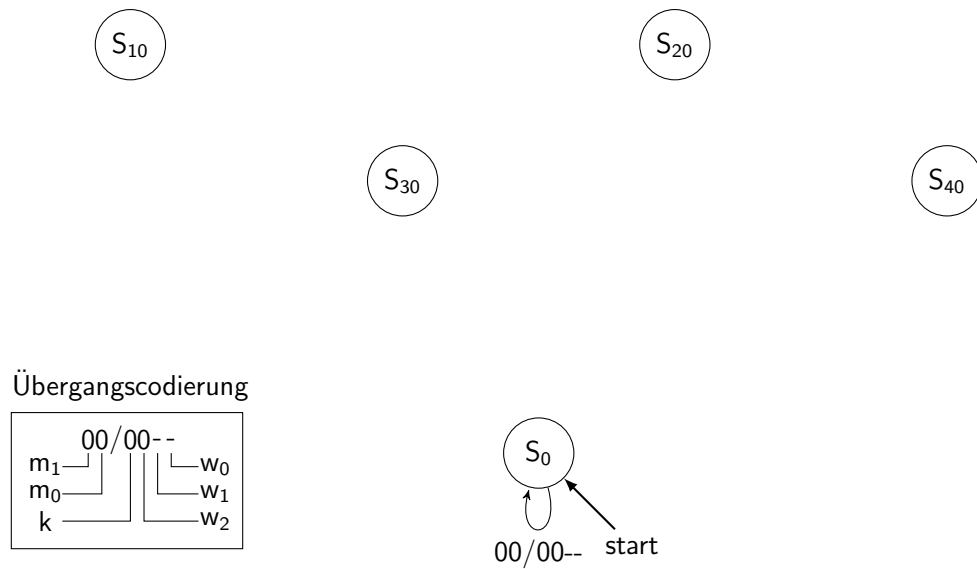 S₁₀
S₂₀
S₃₀
S₄₀
Übergangscodierung
00/00--
m₁
w₀
m₀
w₁
k
w₂
S₀
00/00--
start